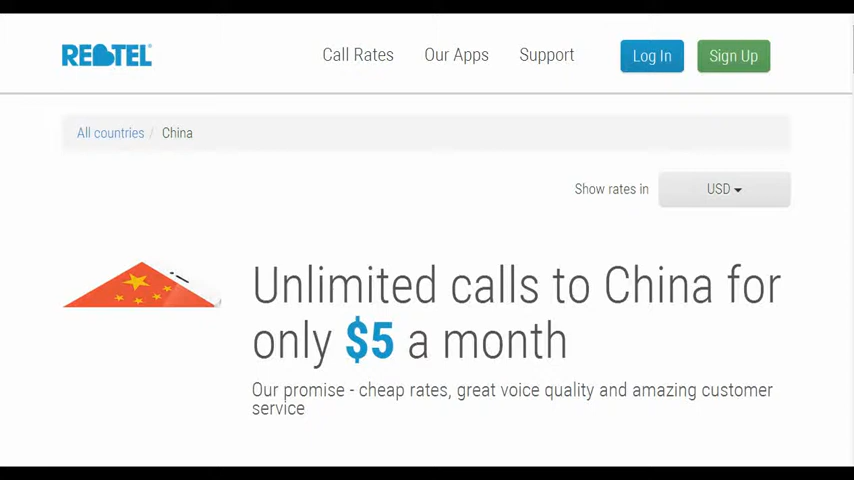 REBTEL®
Call Rates
Our Apps
Support
Log In
Sign Up
All countries / China
Show rates in
USD
Unlimited calls to China for
only $5 a month
Our promise - cheap rates, great voice quality and amazing customer
service